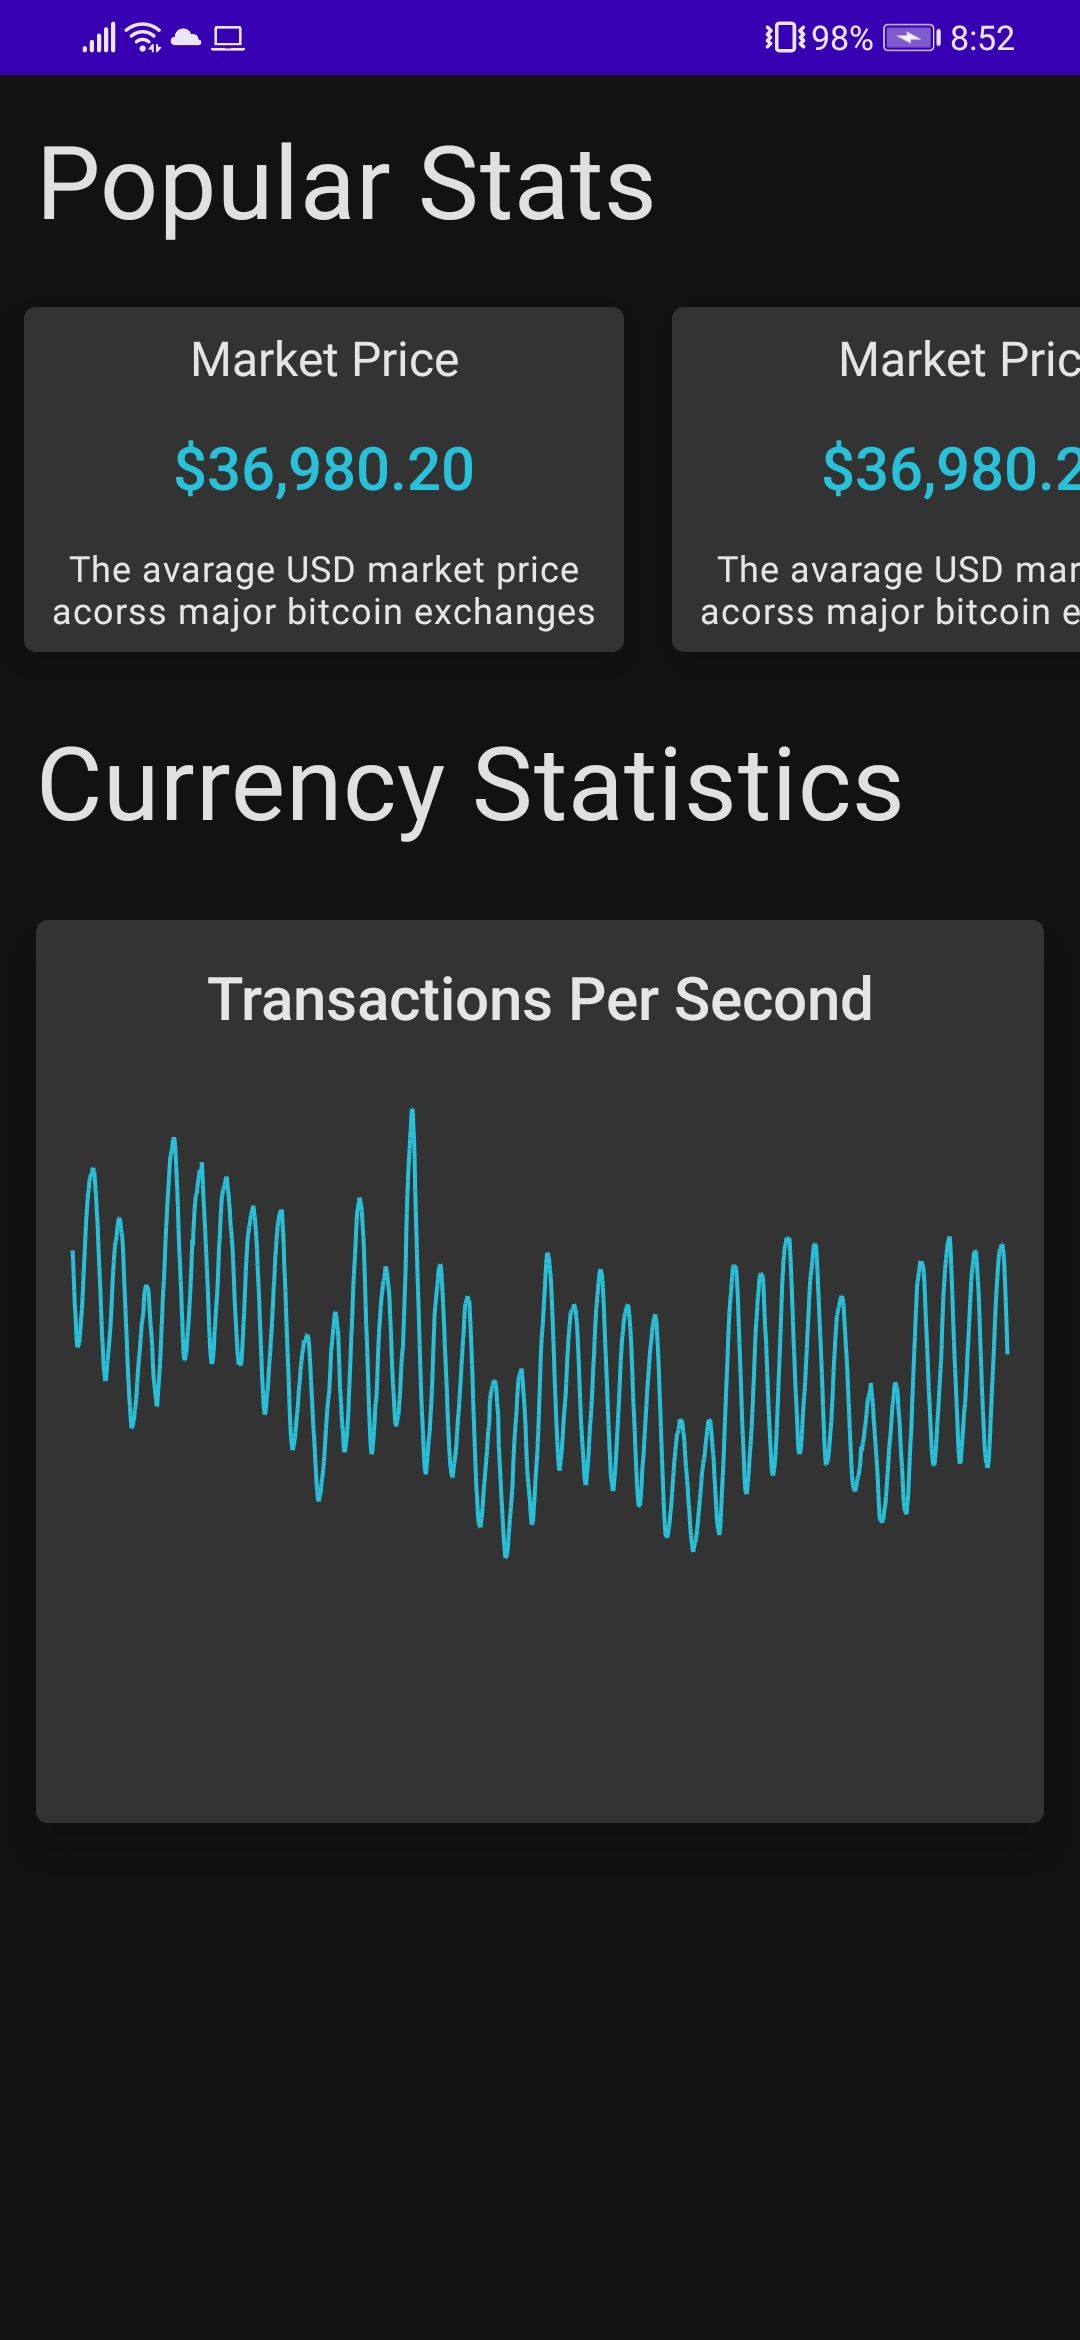 98% 8:52
Popular Stats
Market Price
$36,980.20
The avarage USD market price
acorss major bitcoin exchanges
Market Pric
$36,980.2
The avarage USD mar
acorss major bitcoin e
Currency Statistics
Transactions Per Second